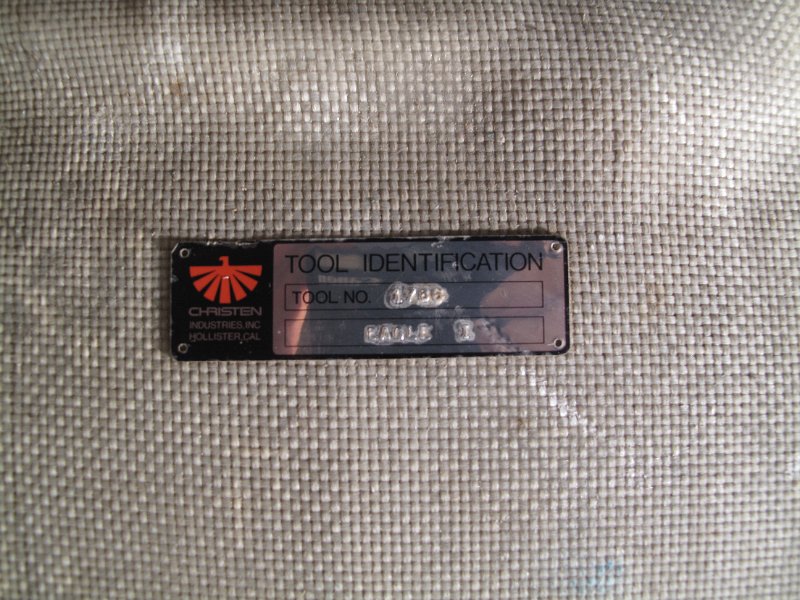 TOOL IDENTIFICATION
TOOL NO.
EAGLE I
CHRISTEN
INDUSTRIES, INC
HOLLISTER, CAL